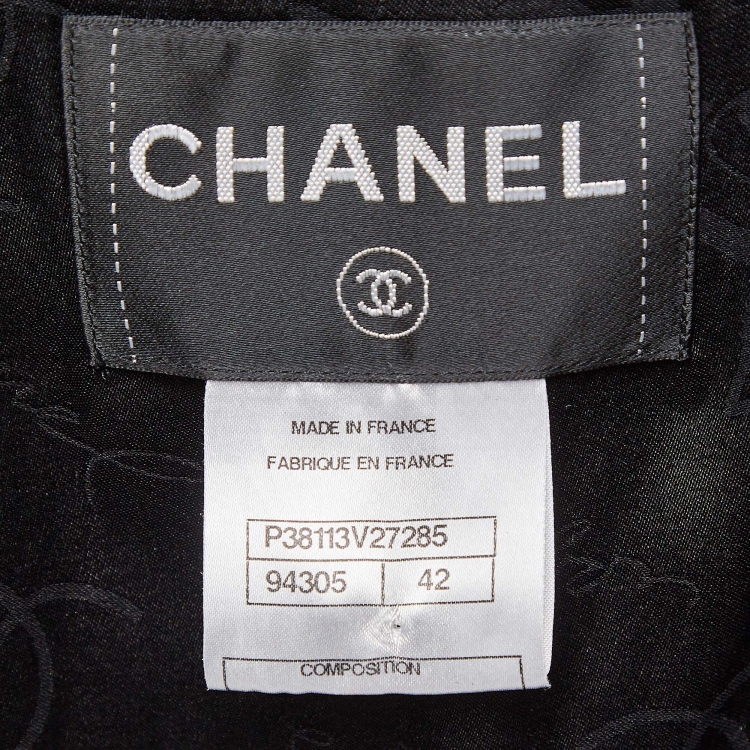 CHANEL
MADE IN FRANCE
FABRIQUE EN FRANCE
P38113V27285
94305 42
COMPOSITION